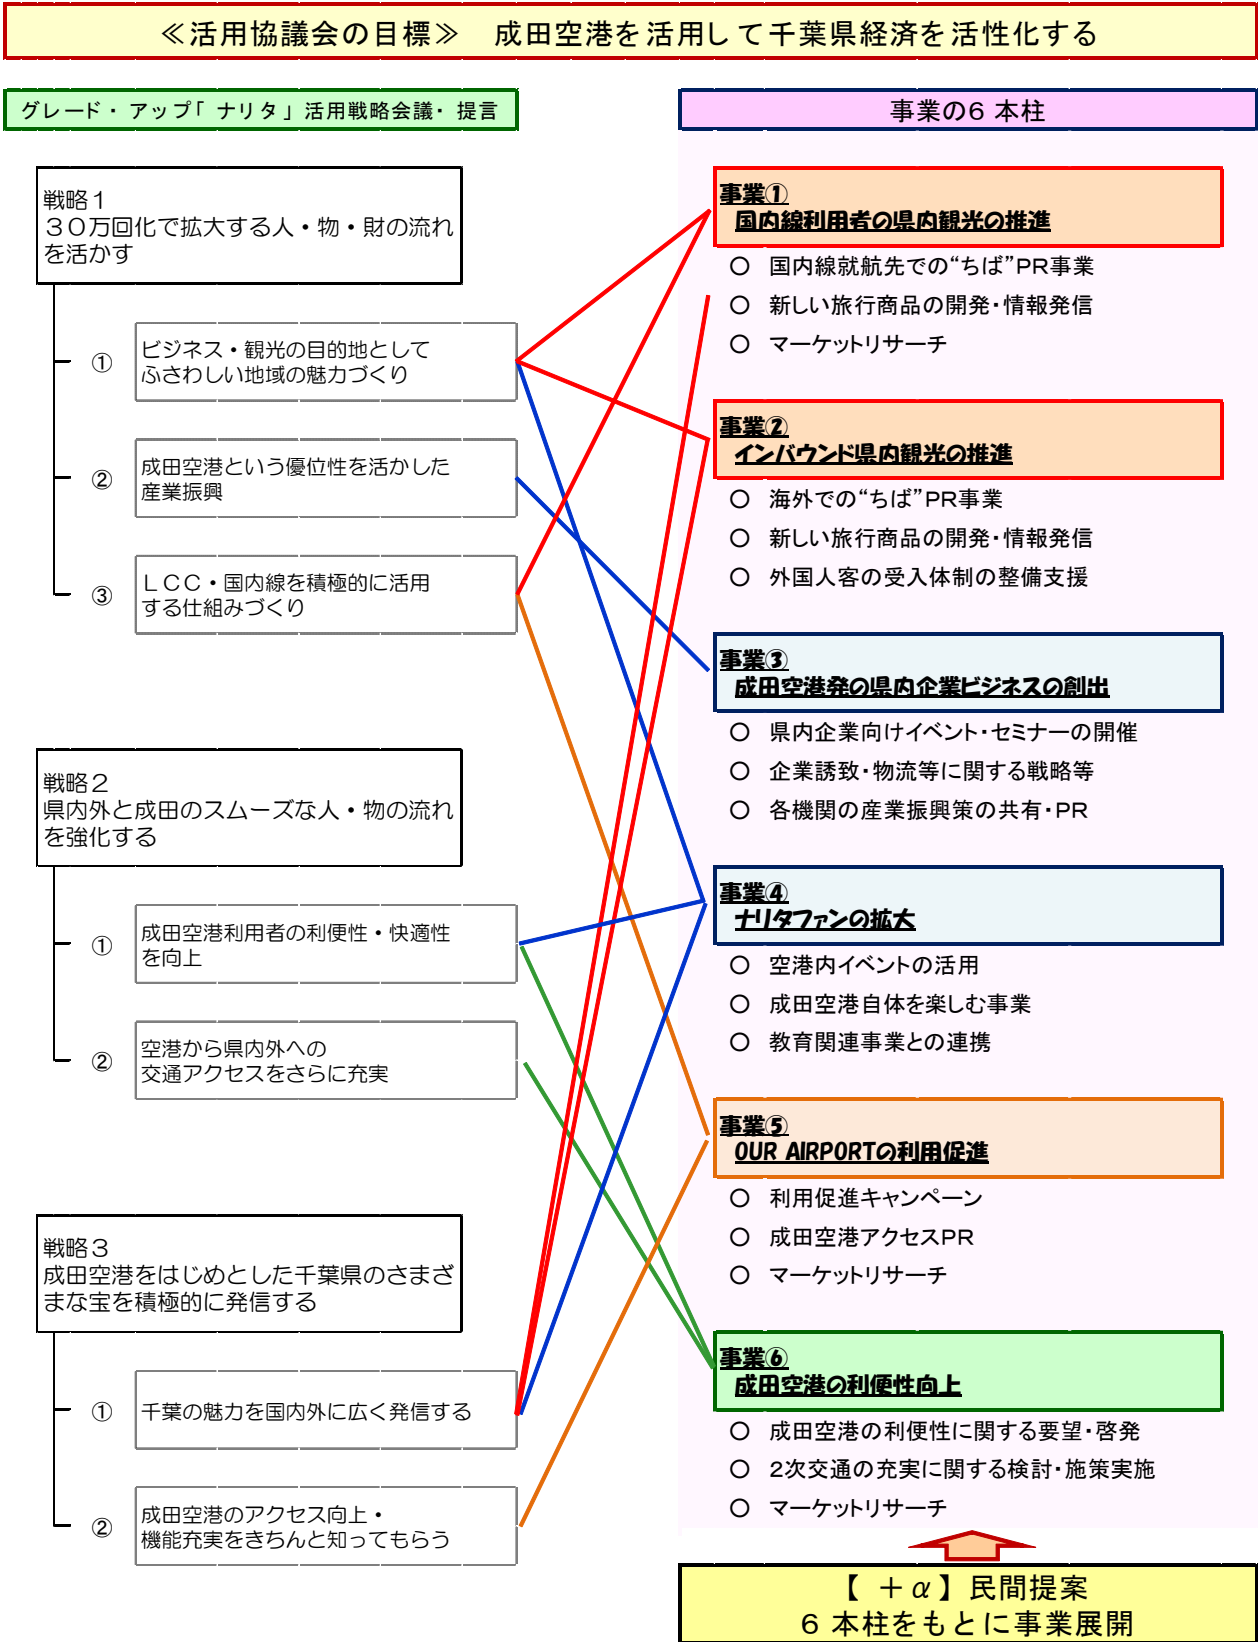 ≪活用協議会の目標≫　成田空港を活用して千葉県経済を活性化する
グレード・アップ「ナリタ」活用戦略会議・提言
戦略１
３０万回化で拡大する人・物・財の流れ
を活かす
①
ビジネス・観光の目的地として
ふさわしい地域の魅力づくり
②
成田空港という優位性を活かした
産業振興
③
ＬＣＣ・国内線を積極的に活用
する仕組みづくり
戦略２
県内外と成田のスムーズな人・物の流れ
を強化する
①
成田空港利用者の利便性・快適性
を向上
②
空港から県内外への
交通アクセスをさらに充実
戦略３
成田空港をはじめとした千葉県のさまざ
まな宝を積極的に発信する
①
千葉の魅力を国内外に広く発信する
②
成田空港のアクセス向上・
機能充実をきちんと知ってもらう
事業の6本柱
事業①
国内線利用者の県内観光の推進
○　国内線就航先での“ちば”PR事業
○　新しい旅行商品の開発・情報発信
○　マーケットリサーチ
事業②
インバウンド県内観光の推進
○　海外での“ちば”PR事業
○　新しい旅行商品の開発・情報発信
○　外国人客の受入体制の整備支援
事業③
成田空港発の県内企業ビジネスの創出
○　県内企業向けイベント・セミナーの開催
○　企業誘致・物流等に関する戦略等
○　各機関の産業振興策の共有・PR
事業④
ナリタファンの拡大
○　空港内イベントの活用
○　成田空港自体を楽しむ事業
○　教育関連事業との連携
事業⑤
OUR AIRPORTの利用促進
○　利用促進キャンペーン
○　成田空港アクセスPR
○　マーケットリサーチ
事業⑥
成田空港の利便性向上
○　成田空港の利便性に関する要望・啓発
○　2次交通の充実に関する検討・施策実施
○　マーケットリサーチ
【 ＋α】民間提案
6 本柱をもとに事業展開